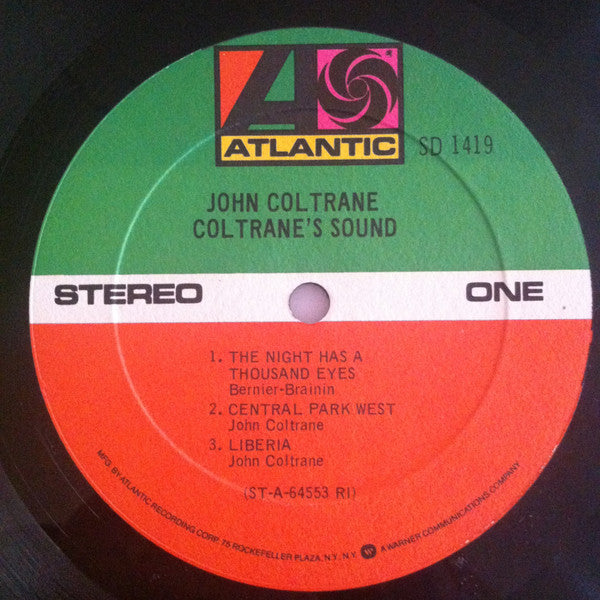 ATLANTIC
SD 1419
JOHN COLTRANE
COLTRANE'S SOUND
STEREO
ONE
1. THE NIGHT HAS A
THOUSAND EYES
Bernier-Brainin
2. CENTRAL PARK WEST
John Coltrane
3. LIBERIA
John Coltrane
(ST-A-64553 RI)
MFG. BY ATLANTIC RECORDING CORP. 75 ROCKEFELLER PLAZA, N.Y. N.Y. A WARNER COMMUNICATIONS COMPANY